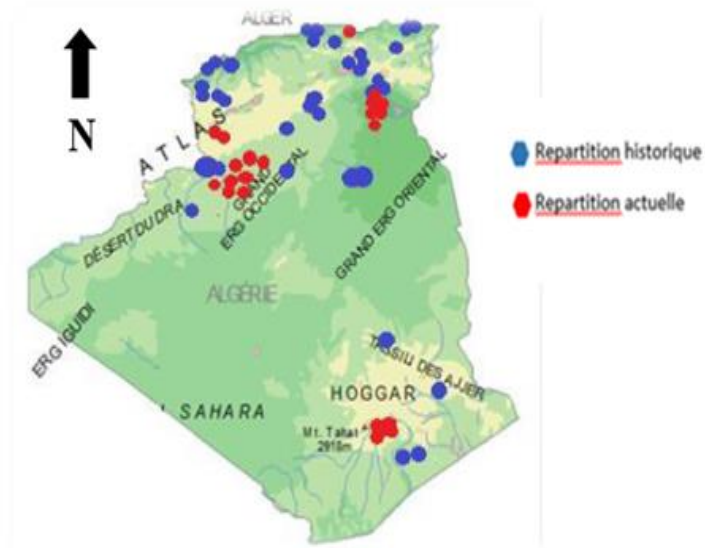 ALGER
N
ATLAS
Repartition historique
Repartition actuelle
GRAND
ERG OCCIDENTAL
GRAND ERG ORIENTAL
DÉSERT DU DRA
ALGÉRIE
ERG IGUIDI
TASSILI DES AJJER
HOGGAR
SAHARA
Mt. Tahat
2918m